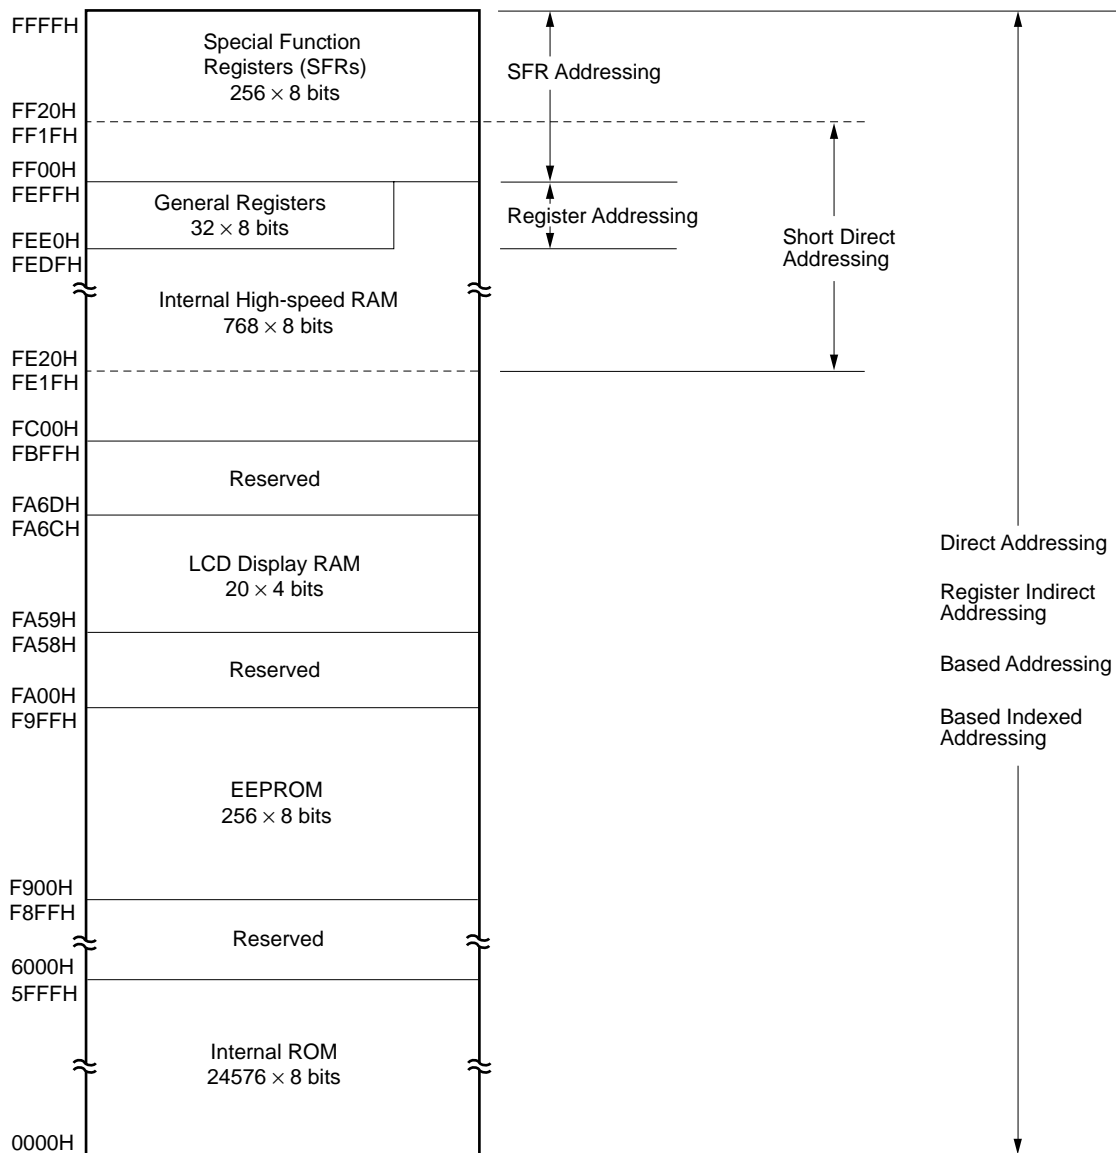 FFFFH
Special Function
Registers (SFRs)
256 × 8 bits
SFR Addressing
FF20H
FF1FH
FF00H
FEFFH
General Registers
32 × 8 bits
Register Addressing
FEE0H
FEDFH
Short Direct
Addressing
Internal High-speed RAM
768 × 8 bits
FE20H
FE1FH
FC00H
FBFFH
Reserved
FA6DH
FA6CH
LCD Display RAM
20 × 4 bits
Direct Addressing
Register Indirect
Addressing
FA59H
FA58H
Reserved
Based Addressing
FA00H
F9FFH
Based Indexed
Addressing
EEPROM
256 × 8 bits
F900H
F8FFH
Reserved
6000H
5FFFH
Internal ROM
24576 × 8 bits
0000H